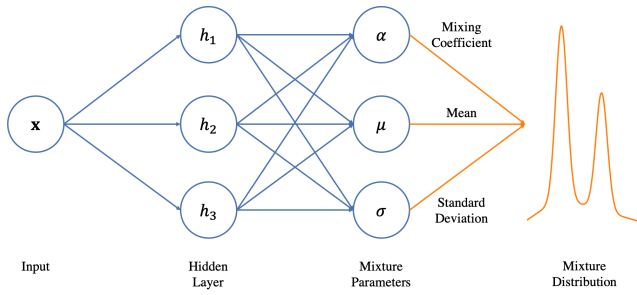 x
h₁
h₂
h₃
α
μ
σ
Mixing
Coefficient
Mean
Standard
Deviation
Input
Hidden
Layer
Mixture
Parameters
Mixture
Distribution